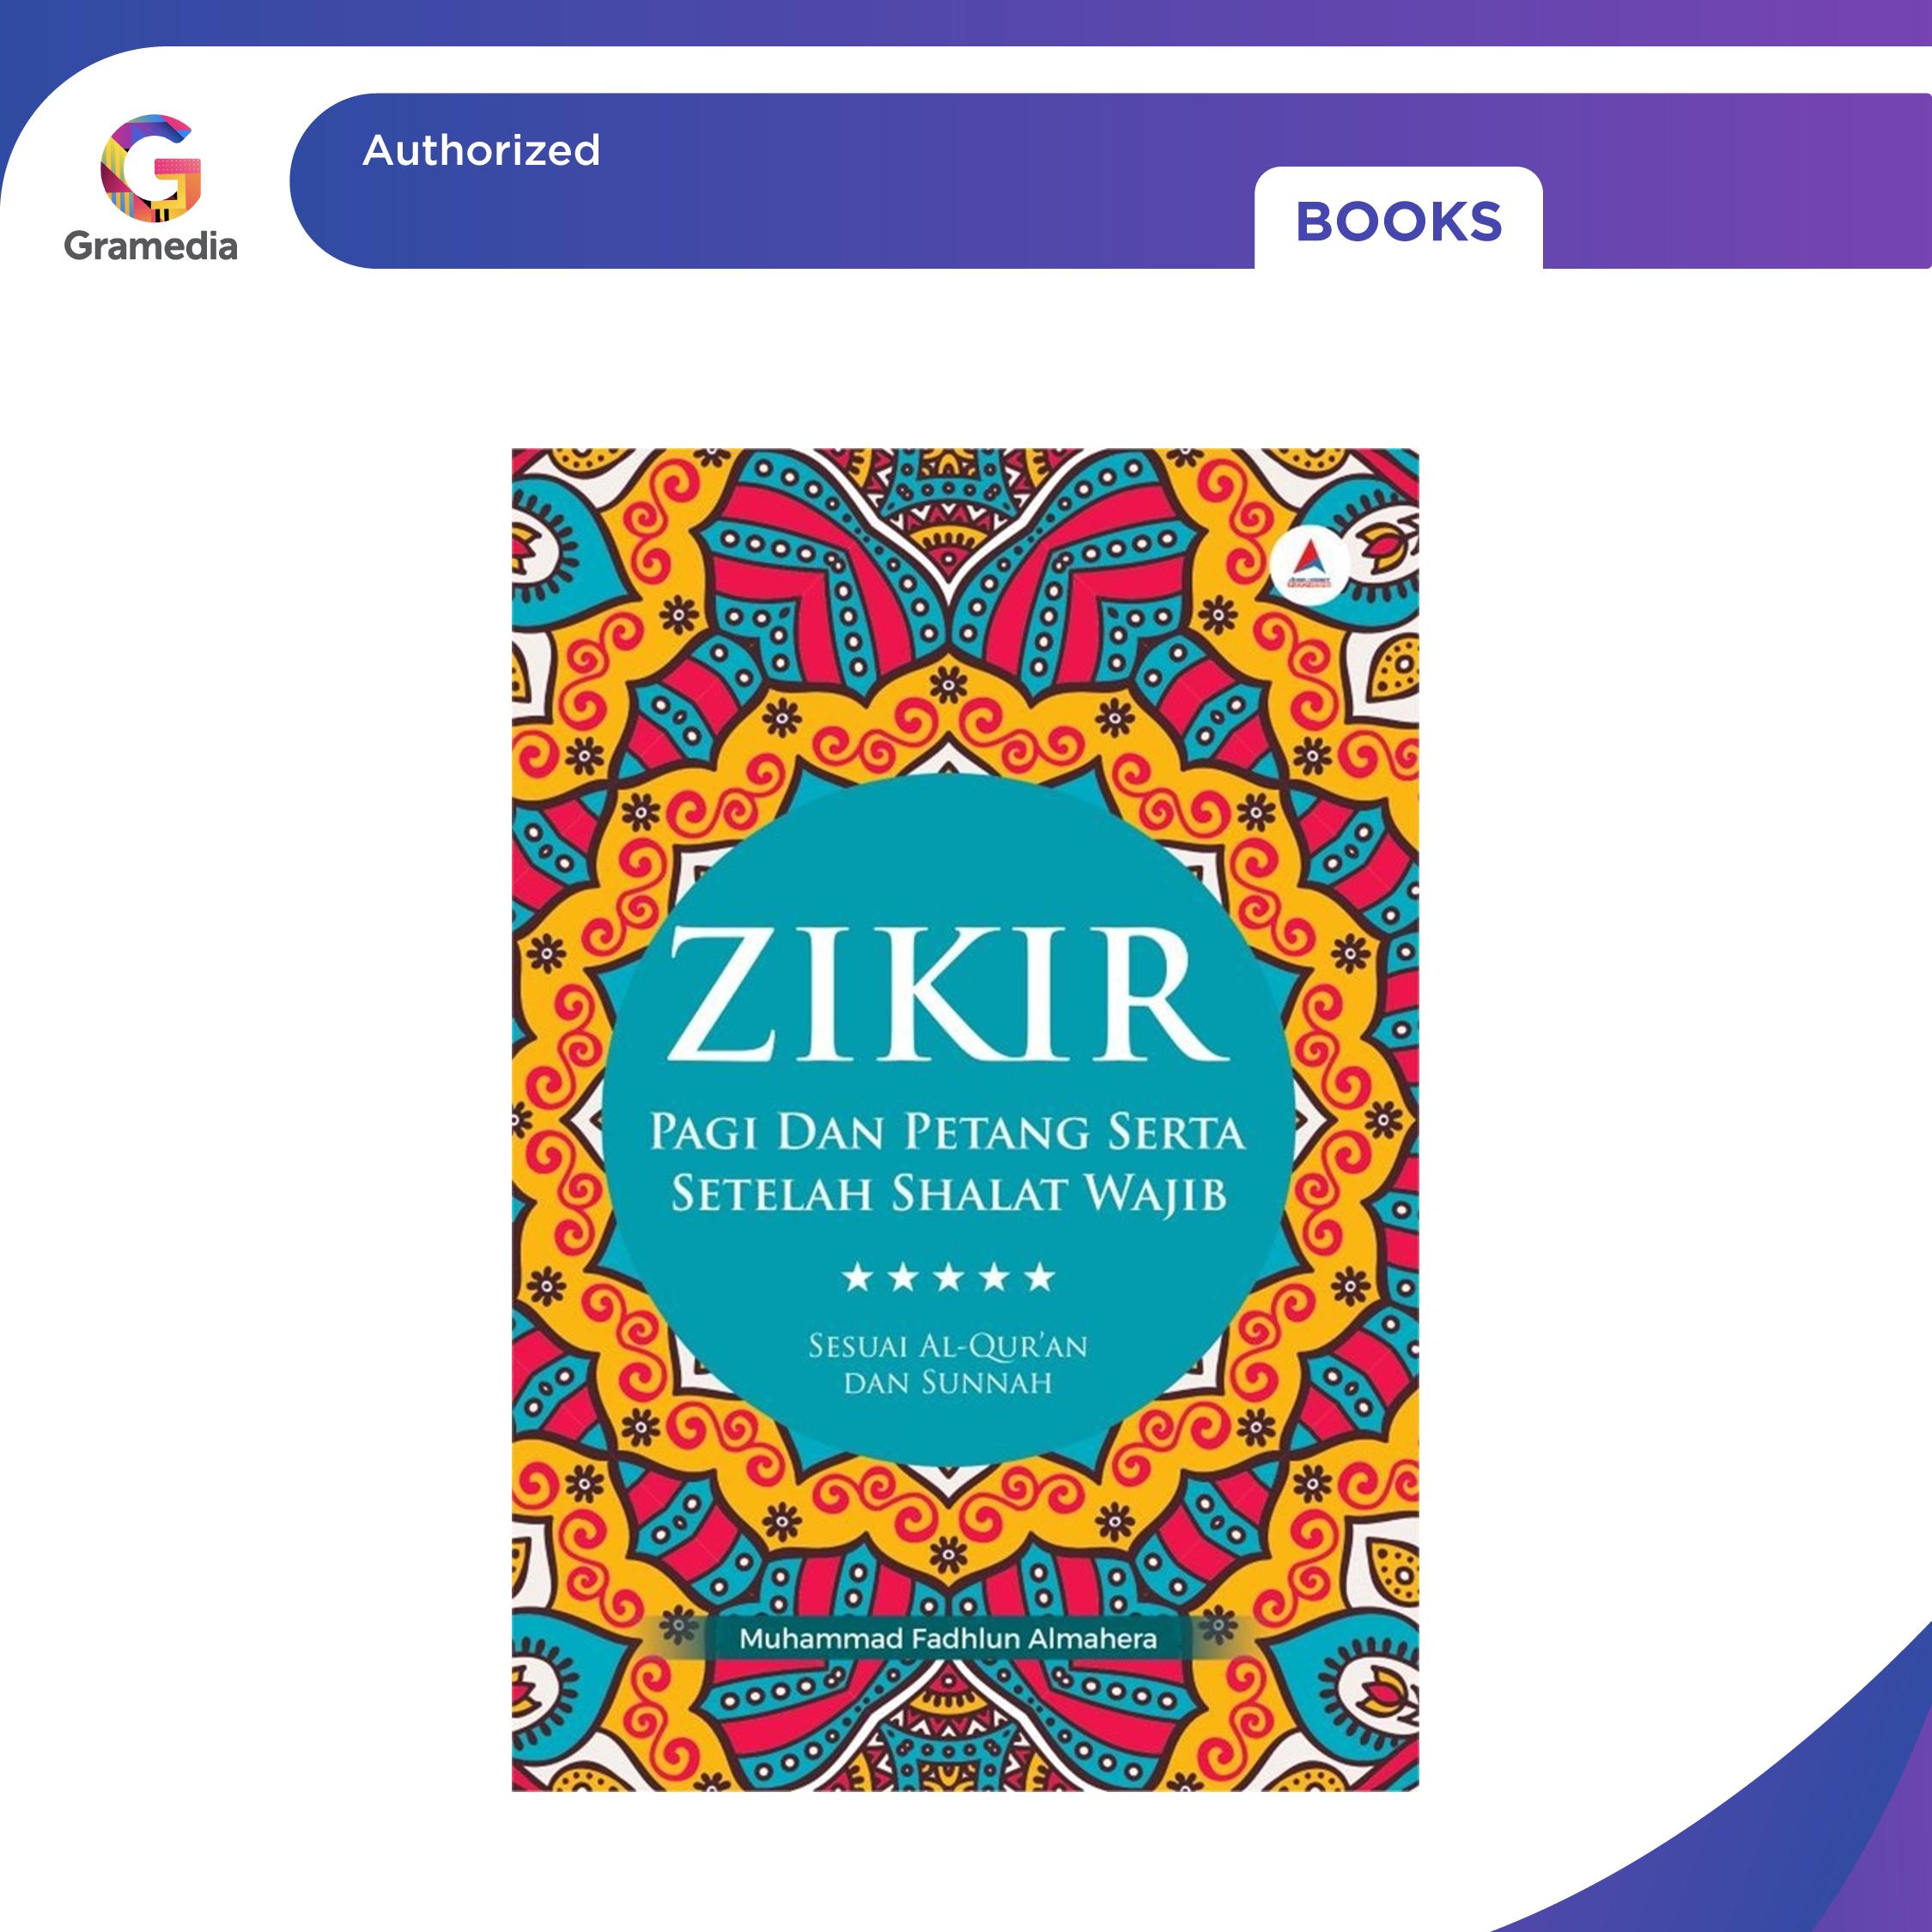 Authorized
Gramedia
BOOKS
ZIKIR
PAGI DAN PETANG SERTA
SETELAH SHALAT WAJIB
SESUAI AL-QUR'AN
DAN SUNNAH
Muhammad Fadhlun Almahera